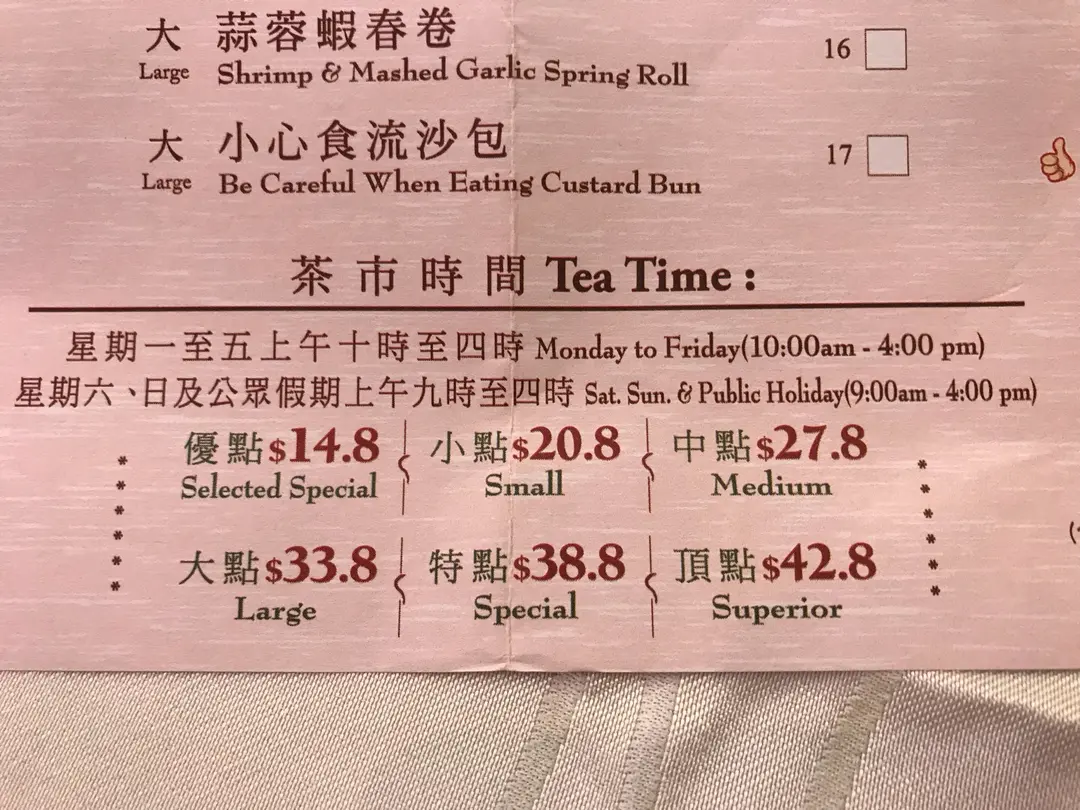 大 蒜蓉蝦春卷 16
Large Shrimp & Mashed Garlic Spring Roll
大 小心食流沙包 17
Large Be Careful When Eating Custard Bun
茶市時間 Tea Time :
星期一至五上午十時至四時 Monday to Friday(10:00am - 4:00 pm)
星期六、日及公眾假期上午九時至四時 Sat. Sun. & Public Holiday(9:00am - 4:00 pm)
優點$14.8 小點$20.8 中點$27.8
Selected Special Small Medium
大點$33.8 特點$38.8 頂點$42.8
Large Special Superior